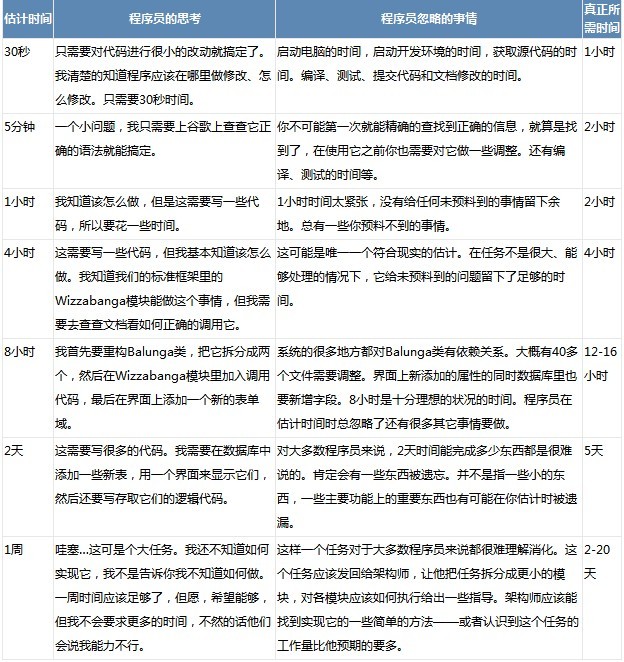 估计时间
程序员的思考
程序员忽略的事情
真正所
需时间
30秒
只需要对代码进行很小的改动就搞定了。
我清楚的知道程序应该在哪里做修改、怎
么修改。只需要30秒时间。
启动电脑的时间，启动开发环境的时间，获取源代码的时
间。编译、测试、提交代码和文档修改的时间。
1小时
5分钟
一个小问题，我只需要上谷歌上查查它正
确的语法就能搞定。
你不可能第一次就能精确的查找到正确的信息，就算是找
到了，在使用它之前你也需要对它做一些调整。还有编
译、测试的时间等。
2小时
1小时
我知道该怎么做，但是这需要写一些代
码，所以要花一些时间。
1小时时间太紧张，没有给任何未预料到的事情留下余
地。总有一些你预料不到的事情。
2小时
4小时
这需要写一些代码，但我基本知道该怎么
做。我知道我们的标准框架里的
Wizzabanga模块能做这个事情，但我需
要去查查文档看如何正确的调用它。
这可能是唯一一个符合现实的估计。在任务不是很大、能
够处理的情况下，它给未预料到的问题留下了足够的时
间。
4小时
8小时
我首先要重构Balunga类，把它拆分成两
个，然后在Wizzabanga模块里加入调用
代码，最后在界面上添加一个新的表单
域。
系统的很多地方都对Balunga类有依赖关系。大概有40多
个文件需要调整。界面上新添加的属性的同时数据库里也
要新增字段。8小时是十分理想的状况的时间。程序员在
估计时间时总忽略了还有很多其它事情要做。
12-16
小时
2天
这需要写很多的代码。我需要在数据库中
添加一些新表，用一个界面来显示它们，
然后还要写存取它们的逻辑代码。
对大多数程序员来说，2天时间能完成多少东西都是很难
说的。肯定会有一些东西被遗忘。并不是指一些小的东
西，一些主要功能上的重要东西也有可能在你估计时被遗
漏。
5天
1周
哇塞...这可是个大任务。我还不知道如何
实现它，我不是告诉你我不知道如何做。
一周时间应该足够了，但愿，希望能够，
但我不会要求更多的时间，不然的话他们
会说我能力不行。
这样一个任务对于大多数程序员来说都很难理解消化。这
个任务应该发回给架构师，让他把任务拆分成更小的模
块，对各模块应该如何执行给出一些指导。架构师应该能
找到实现它的一些简单的方法——或者认识到这个任务的
工作量比他预期的要多。
2-20
天